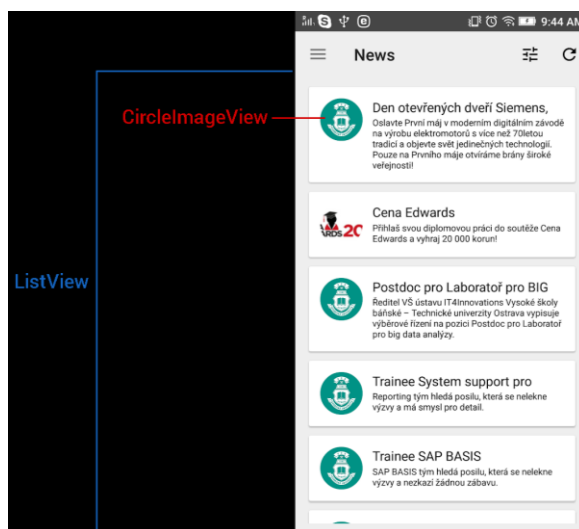 9:44 AM
News
CircleImageView
ListView
Den otevřených dveří Siemens,
Oslavte První máj v moderním digitálním závodě
na výrobu elektromotorů s více než 70letou
tradicí a objevte svět jedinečných technologií.
Pouze na Prvního máje otvíráme brány široké
veřejnosti!
Cena Edwards
Přihlaš svou diplomovou práci do soutěže Cena
Edwards a vyhraj 20 000 korun!
Postdoc pro Laboratoř pro BIG
Ředitel VŠ ústavu IT4Innovations Vysoké školy
báňské – Technické univerzity Ostrava vypisuje
výběrové řízení na pozici Postdoc pro Laboratoř
pro big data analýzy.
Trainee System support pro
Reporting tým hledá posilu, která se nelekne
výzvy a má smysl pro detail.
Trainee SAP BASIS
SAP BASIS tým hledá posilu, která se nelekne
výzvy a nezkazí žádnou zábavu.